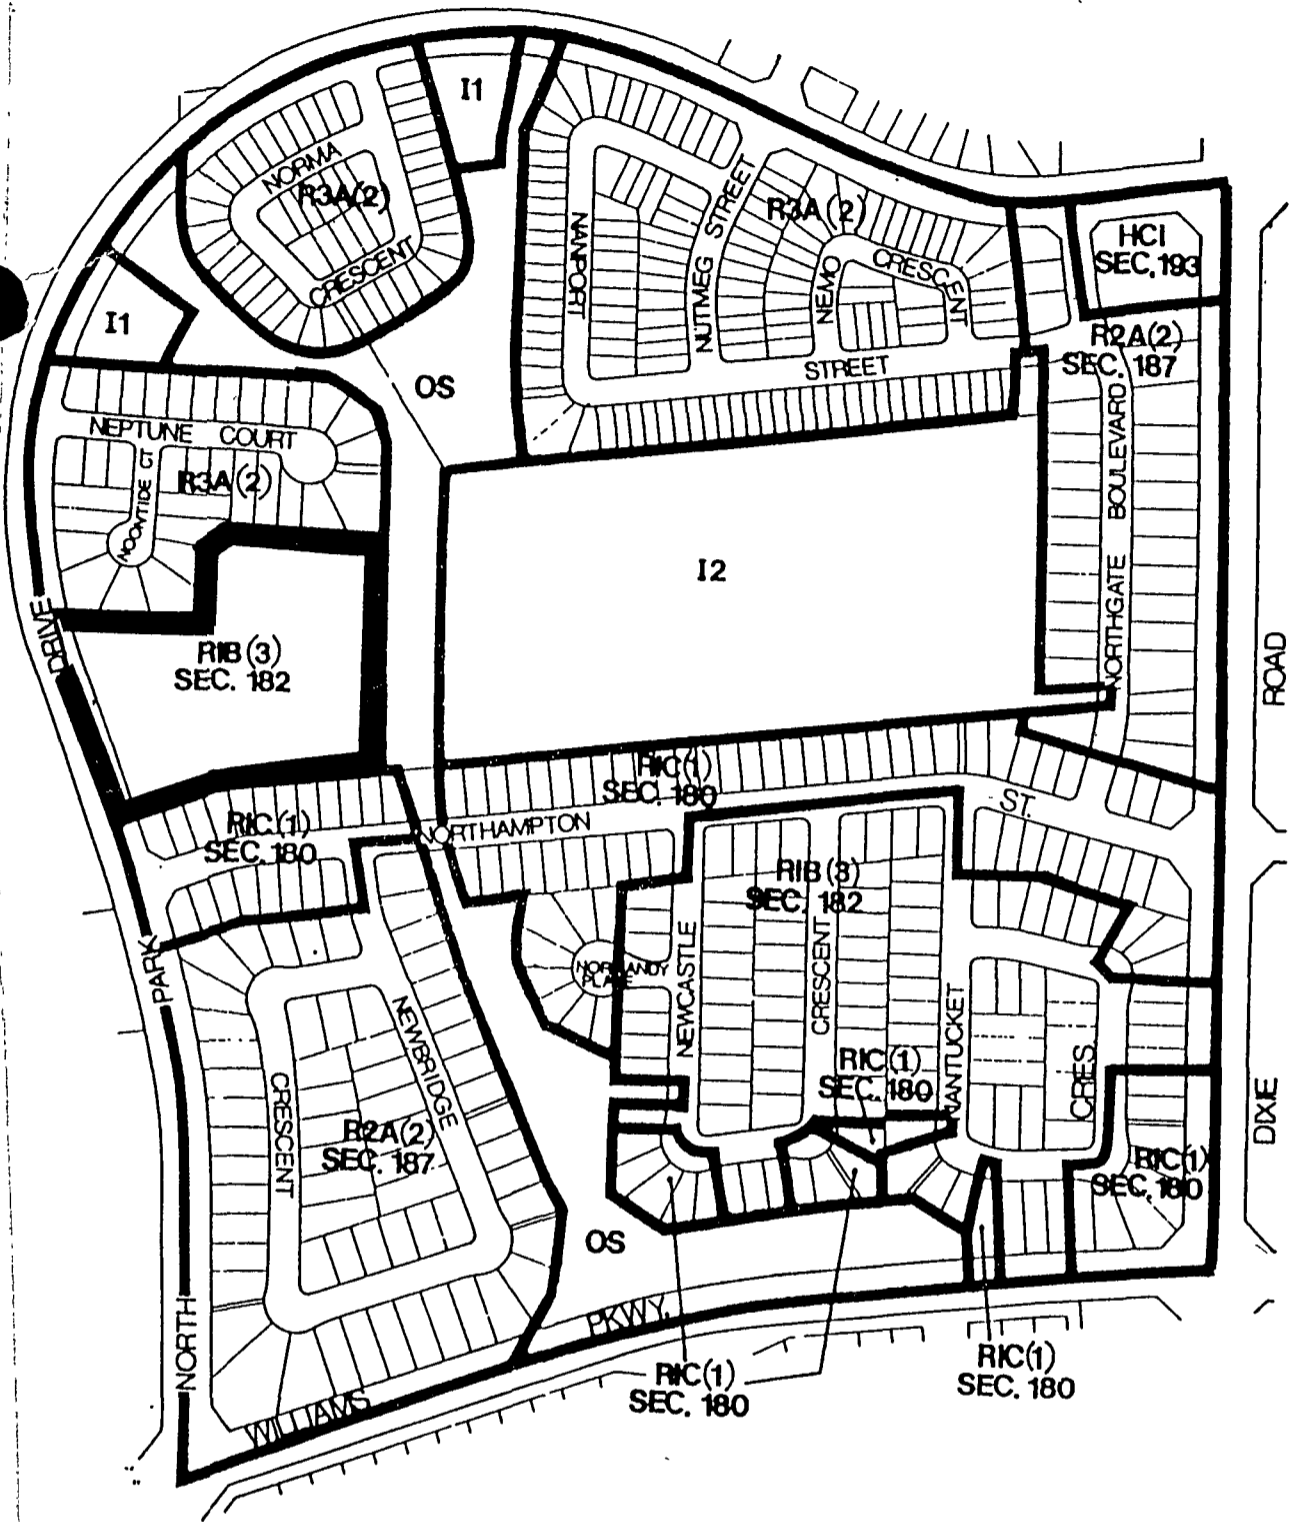 I1
NORMA
R3A(2)
CRESCENT
NANPORT
NUTMEG STREET
R3A(2)
NEMO
CRESCENT
STREET
HCI
SEC. 193
I1
OS
R2A(2)
SEC. 187
NEPTUNE COURT
NOONTIDE CT
R3A(2)
I2
NORTHGATE BOULEVARD
ROAD
DRIVE
RIB(3)
SEC. 182
RIC(1)
SEC. 180
ST.
RIC(1)
SEC. 180
NORTHAMPTON
RIB(3)
SEC. 182
PARK
NORMANDY
PLACE
NEWCASTLE
CRESCENT
NANTUCKET
CRES.
DIXIE
NEWBRIDGE
CRESCENT
RIC(1)
SEC. 180
R2A(2)
SEC. 187
RIC(1)
SEC. 180
OS
NORTH
WILLIAMS
PKWY.
RIC(1)
SEC. 180
RIC(1)
SEC. 180